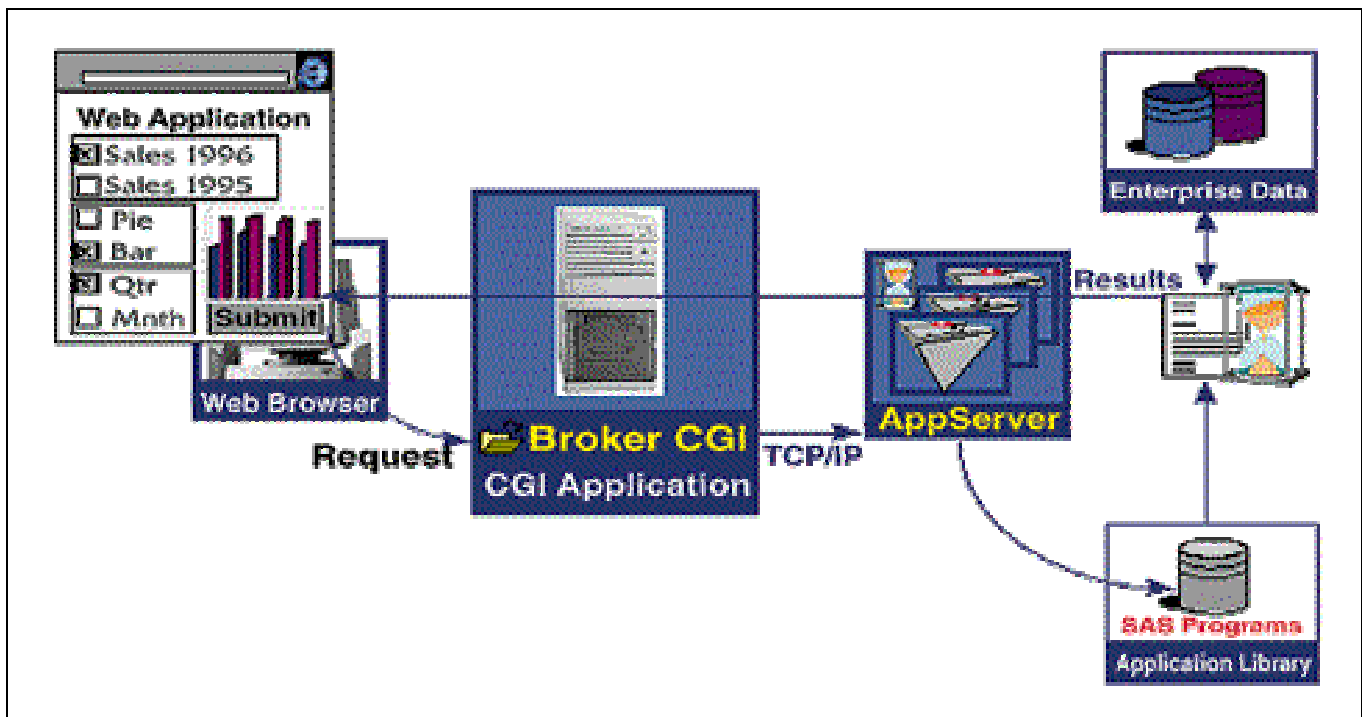 Web Application
Sales 1996
Sales 1995
Pie
Bar
Qtr
Mnth
Submit
Web Browser
Request
Broker CGI
CGI Application
TCP/IP
AppServer
Results
Enterprise Data
SAS Programs
Application Library